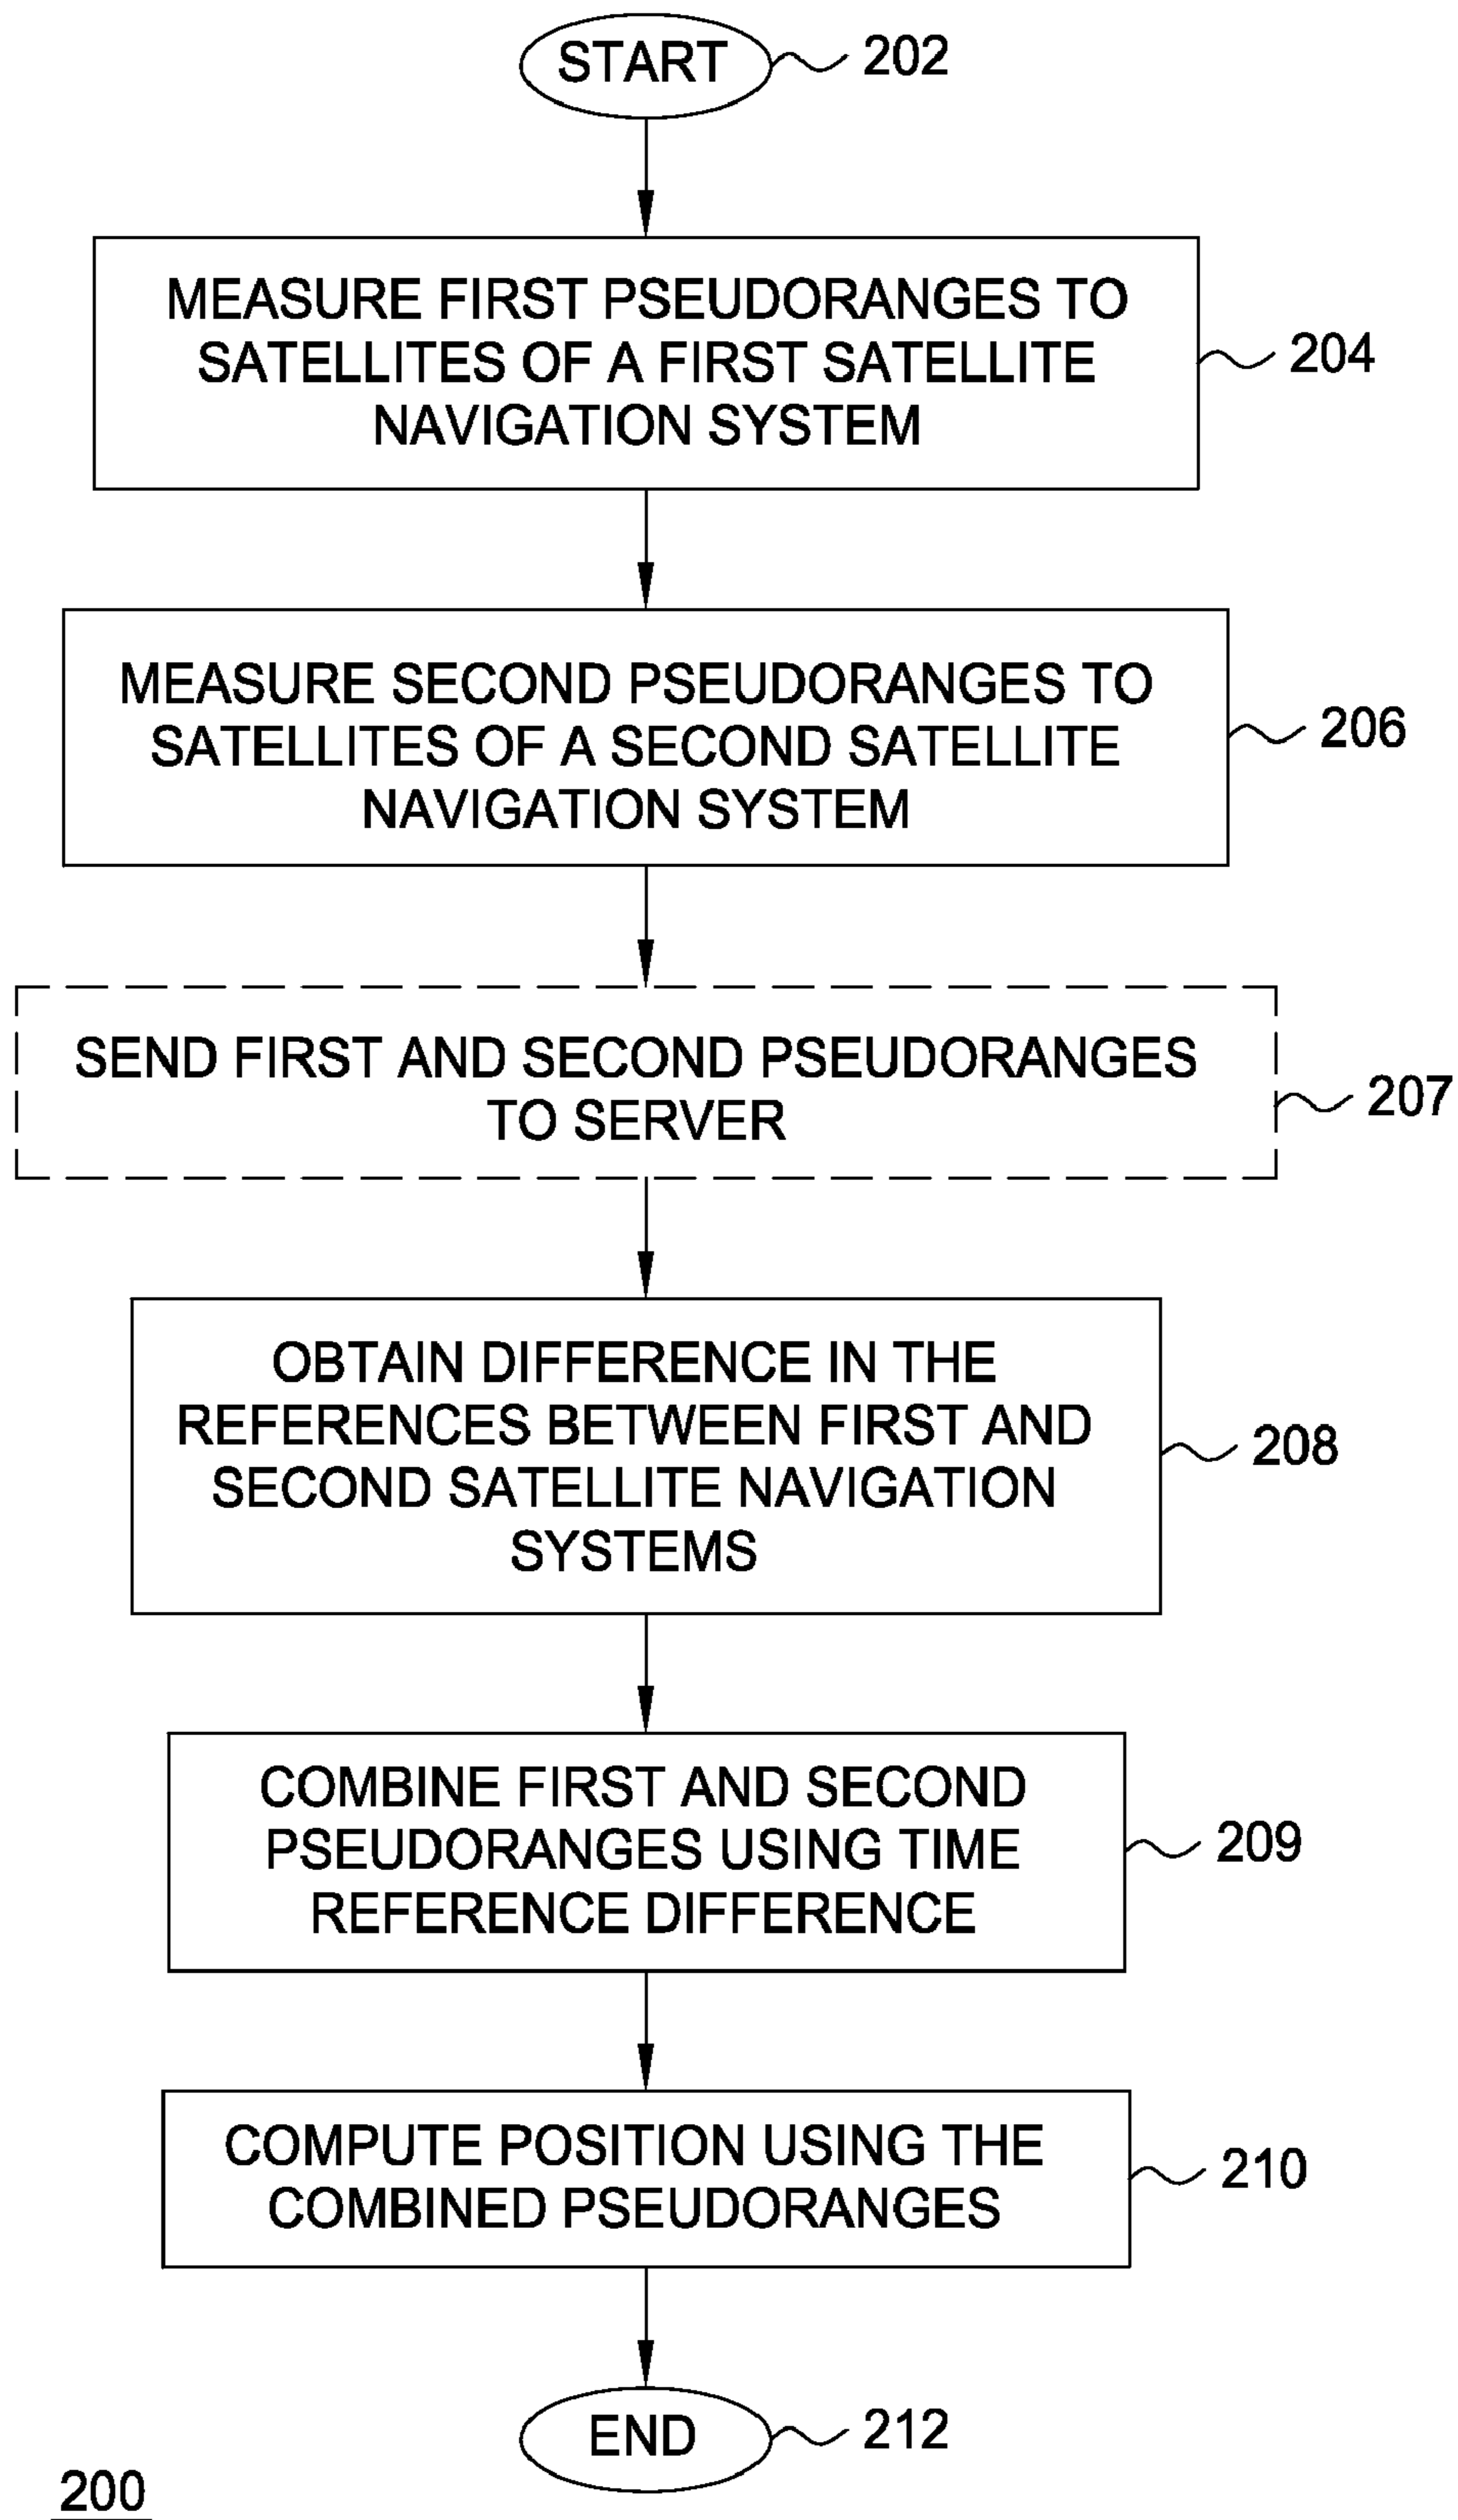 START
202
MEASURE FIRST PSEUDORANGES TO
SATELLITES OF A FIRST SATELLITE
NAVIGATION SYSTEM
204
MEASURE SECOND PSEUDORANGES TO
SATELLITES OF A SECOND SATELLITE
NAVIGATION SYSTEM
206
SEND FIRST AND SECOND PSEUDORANGES
TO SERVER
207
OBTAIN DIFFERENCE IN THE
REFERENCES BETWEEN FIRST AND
SECOND SATELLITE NAVIGATION
SYSTEMS
208
COMBINE FIRST AND SECOND
PSEUDORANGES USING TIME
REFERENCE DIFFERENCE
209
COMPUTE POSITION USING THE
COMBINED PSEUDORANGES
210
END
212
200